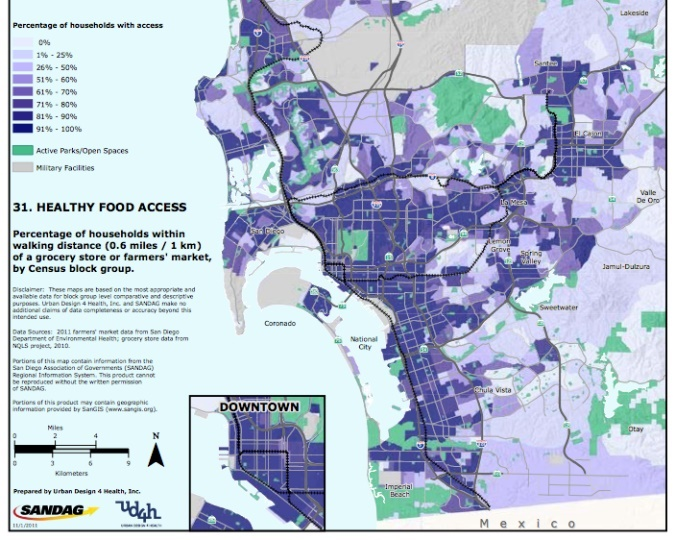 Percentage of households with access
0%
1% - 25%
26% - 50%
51% - 60%
61% - 70%
71% - 80%
81% - 90%
91% - 100%
Active Parks/Open Spaces
Military Facilities
31. HEALTHY FOOD ACCESS
Percentage of households within
walking distance (0.6 miles / 1 km)
of a grocery store or farmers' market,
by Census block group.
Disclaimer: These maps are based on the most appropriate and
available data for block group level comparative and descriptive
purposes. Urban Design 4 Health, Inc. and SANDAG make no
additional claims of data completeness or accuracy beyond this
intended use.
Data Sources: 2011 farmers' market data from San Diego
Department of Environmental Health; grocery store data from
NQLS project, 2010.
Portions of this map contain information from the
San Diego Association of Governments (SANDAG)
Regional Information System. This product cannot
be reproduced without the written permission
of SANDAG.
Portions of this product may contain geographic
information provided by SanGIS (www.sangis.org).
Miles
0 2 4
0 3 6 9
Kilometers
N
Prepared by Urban Design 4 Health, Inc.
SANDAG
ud4h
DOWNTOWN
Lakeside
Santee
El Cajon
La Mesa
Valle
De Oro
San Diego
Lemon
Grove
Spring
Valley
Jamul-Dulzura
Coronado
Sweetwater
National
City
Chula Vista
Otay
Imperial
Beach
Mexico